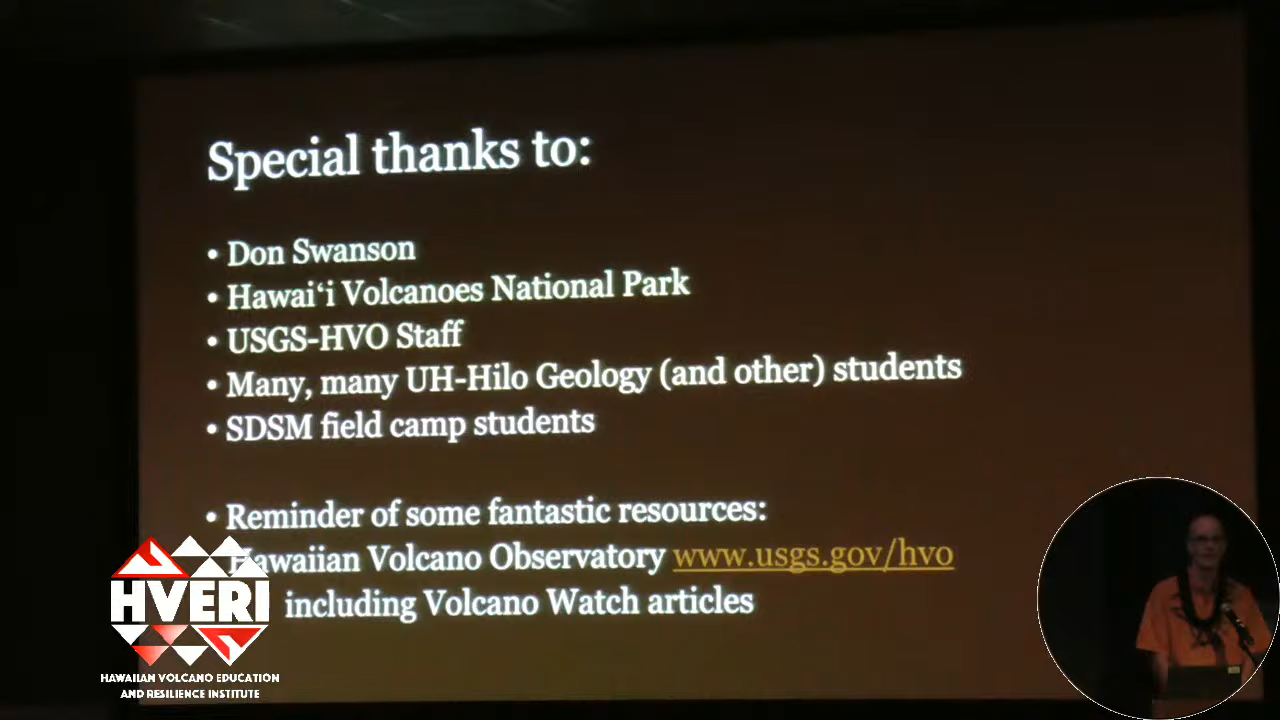 Special thanks to:
• Don Swanson
• Hawaiʻi Volcanoes National Park
• USGS-HVO Staff
• Many, many UH-Hilo Geology (and other) students
• SDSM field camp students
• Reminder of some fantastic resources:
Hawaiian Volcano Observatory www.usgs.gov/hvo
including Volcano Watch articles
HVERI
HAWAIIAN VOLCANO EDUCATION
AND RESILIENCE INSTITUTE